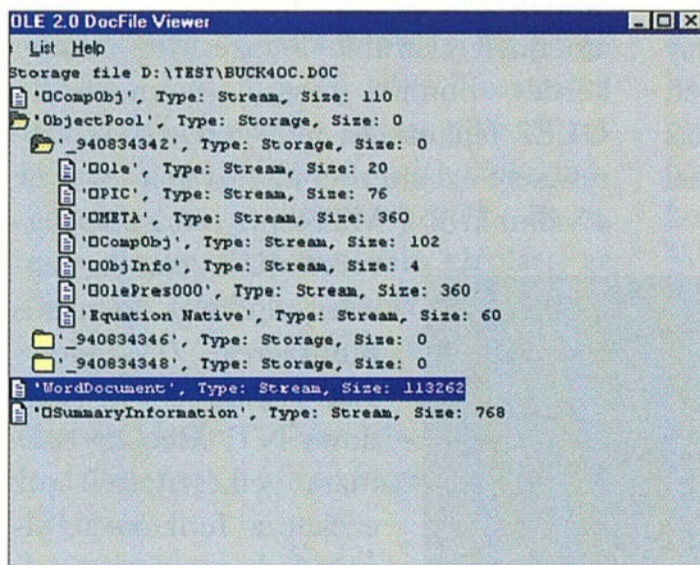 OLE 2.0 DocFile Viewer
List Help
Storage file D:\TEST\BUCK4OC.DOC
'□CompObj', Type: Stream, Size: 110
'ObjectPool', Type: Storage, Size: 0
'_940834342', Type: Storage, Size: 0
'□Ole', Type: Stream, Size: 20
'□PIC', Type: Stream, Size: 76
'□META', Type: Stream, Size: 360
'□CompObj', Type: Stream, Size: 102
'□ObjInfo', Type: Stream, Size: 4
'□OlePres000', Type: Stream, Size: 360
'Equation Native', Type: Stream, Size: 60
'_940834346', Type: Storage, Size: 0
'_940834348', Type: Storage, Size: 0
'WordDocument', Type: Stream, Size: 113262
'□SummaryInformation', Type: Stream, Size: 768